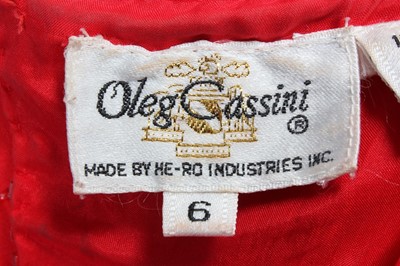 Oleg Cassini ®
MADE BY HE-RO INDUSTRIES INC.
6